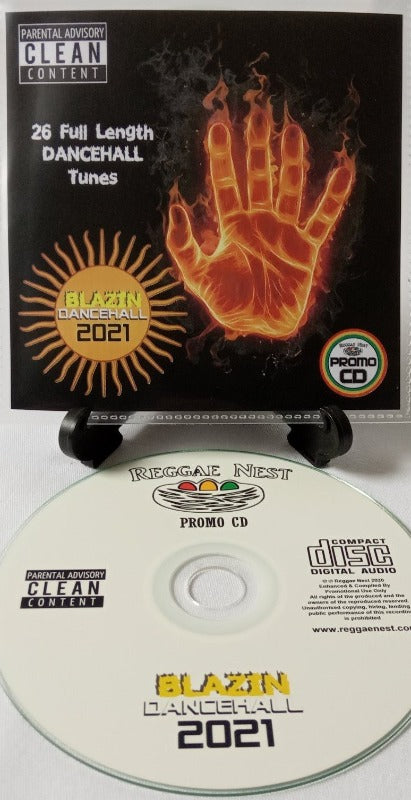 PARENTAL ADVISORY
CLEAN
CONTENT
26 Full Length
DANCEHALL
Tunes
BLAZIN
DANCEHALL
2021
Reggae Nest
PROMO
CD
REGGAE NEST
PROMO CD
PARENTAL ADVISORY
CLEAN
CONTENT
COMPACT
disc
DIGITAL AUDIO
℗ © Reggae Nest 2020
Enhanced & Compiled By
Promotional Use Only
All rights of the produced and the
owners of the reproduced reserved.
Unauthorised copying, hiring, lending,
public performance of this recording
is prohibited
www.reggaenest.com
BLAZIN
DANCEHALL
2021